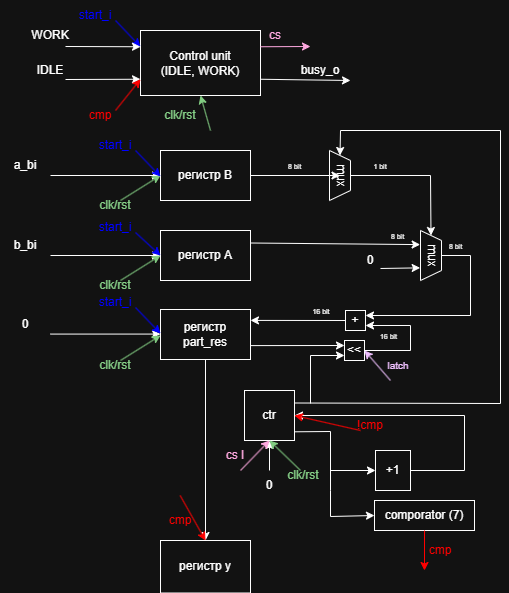 start_i
WORK
cs
Control unit
(IDLE, WORK)
IDLE
busy_o
cmp
clk/rst
start_i
a_bi
регистр B
8 bit
mux
1 bit
clk/rst
start_i
b_bi
регистр A
8 bit
mux
8 bit
0
clk/rst
start_i
0
регистр
part_res
16 bit
+
16 bit
<<
clk/rst
latch
ctr
!cmp
cs I
clk/rst
0
+1
cmp
comporator (7)
cmp
регистр y